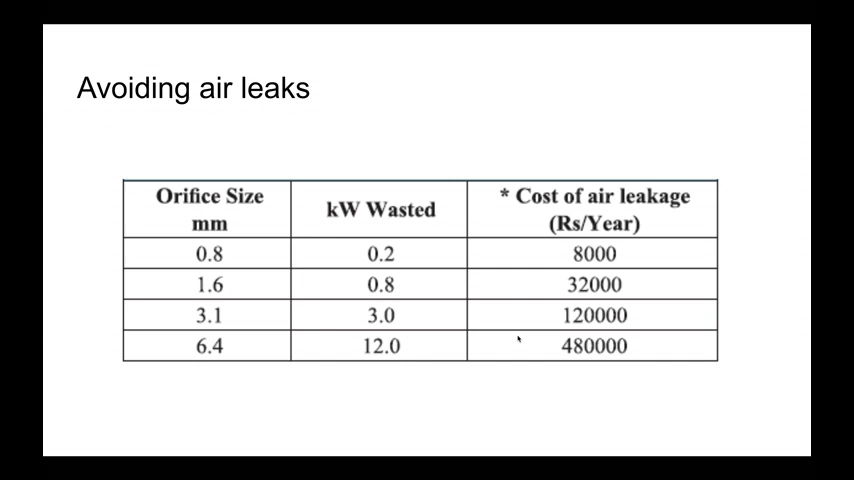 Avoiding air leaks
Orifice Size mm | kW Wasted | * Cost of air leakage (Rs/Year)
0.8 | 0.2 | 8000
1.6 | 0.8 | 32000
3.1 | 3.0 | 120000
6.4 | 12.0 | 480000